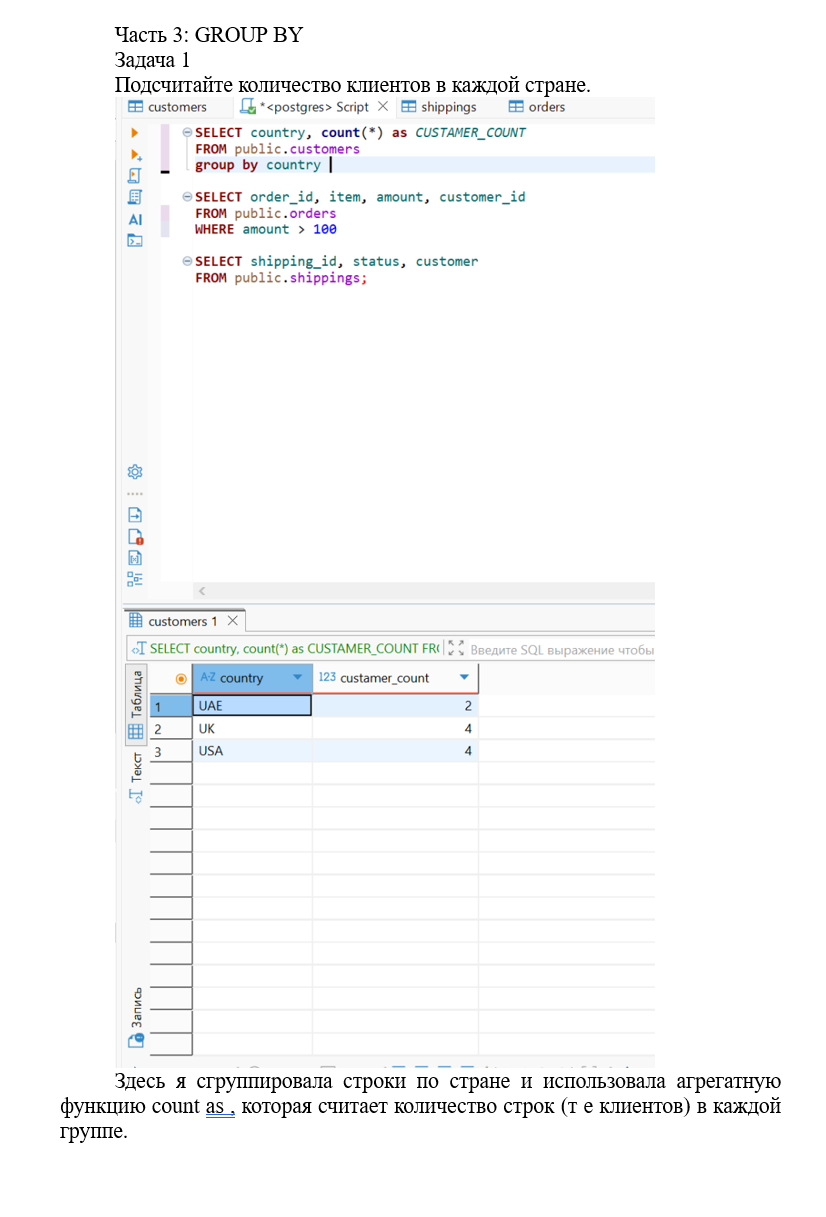 Часть 3: GROUP BY
Задача 1
Подсчитайте количество клиентов в каждой стране.
customers *<postgres> Script shippings orders
SELECT country, count(*) as CUSTAMER_COUNT
FROM public.customers
group by country
SELECT order_id, item, amount, customer_id
FROM public.orders
WHERE amount > 100
SELECT shipping_id, status, customer
FROM public.shippings;
AI
customers 1
SELECT country, count(*) as CUSTAMER_COUNT FR
Введите SQL выражение чтобы
Таблица
A-Z country 123 custamer_count
1 UAE 2
2 UK 4
3 USA 4
Текст
Запись
Здесь я сгруппировала строки по стране и использовала агрегатную
функцию count as , которая считает количество строк (т е клиентов) в каждой
группе.